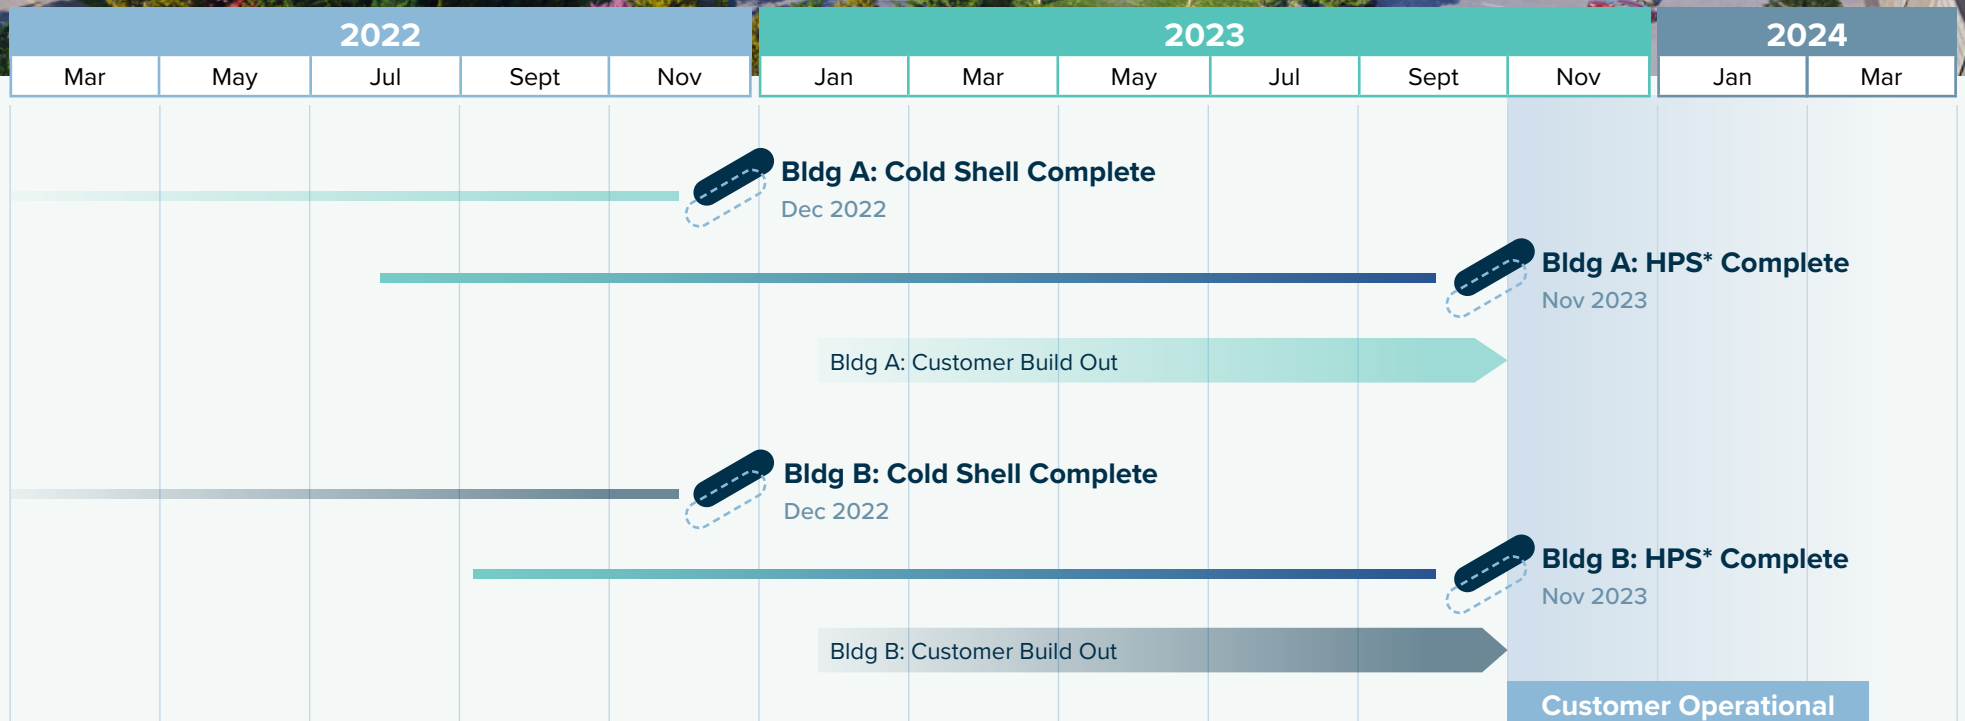 2022 2023 2024
Mar May Jul Sept Nov Jan Mar May Jul Sept Nov Jan Mar
Bldg A: Cold Shell Complete
Dec 2022
Bldg A: HPS* Complete
Nov 2023
Bldg A: Customer Build Out
Bldg B: Cold Shell Complete
Dec 2022
Bldg B: HPS* Complete
Nov 2023
Bldg B: Customer Build Out
Customer Operational